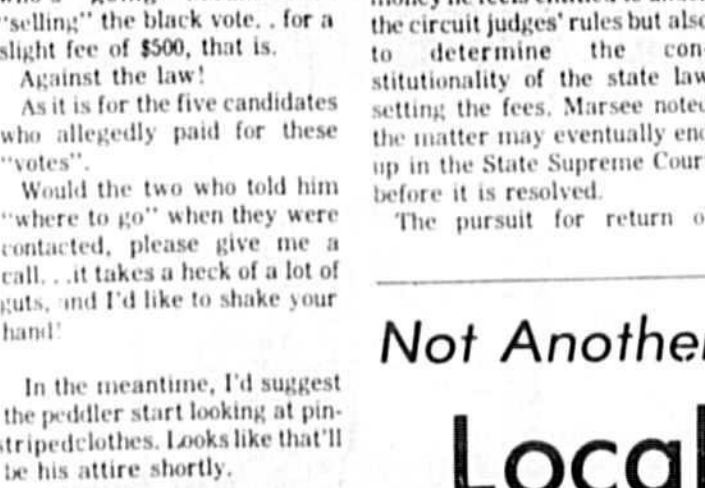 "selling" the black vote. . for a
slight fee of $500, that is.
Against the law!
As it is for the five candidates
who allegedly paid for these
"votes".
Would the two who told him
"where to go" when they were
contacted, please give me a
call. . .it takes a heck of a lot of
guts, and I'd like to shake your
hand!
In the meantime, I'd suggest
the peddler start looking at pin-
stripedclothes. Looks like that'll
be his attire shortly.
the circuit judges' rules but also
to determine the con-
stitutionality of the state law
setting the fees. Marsee noted
the matter may eventually end
up in the State Supreme Court
before it is resolved.
The pursuit for return o
Not Another
Local